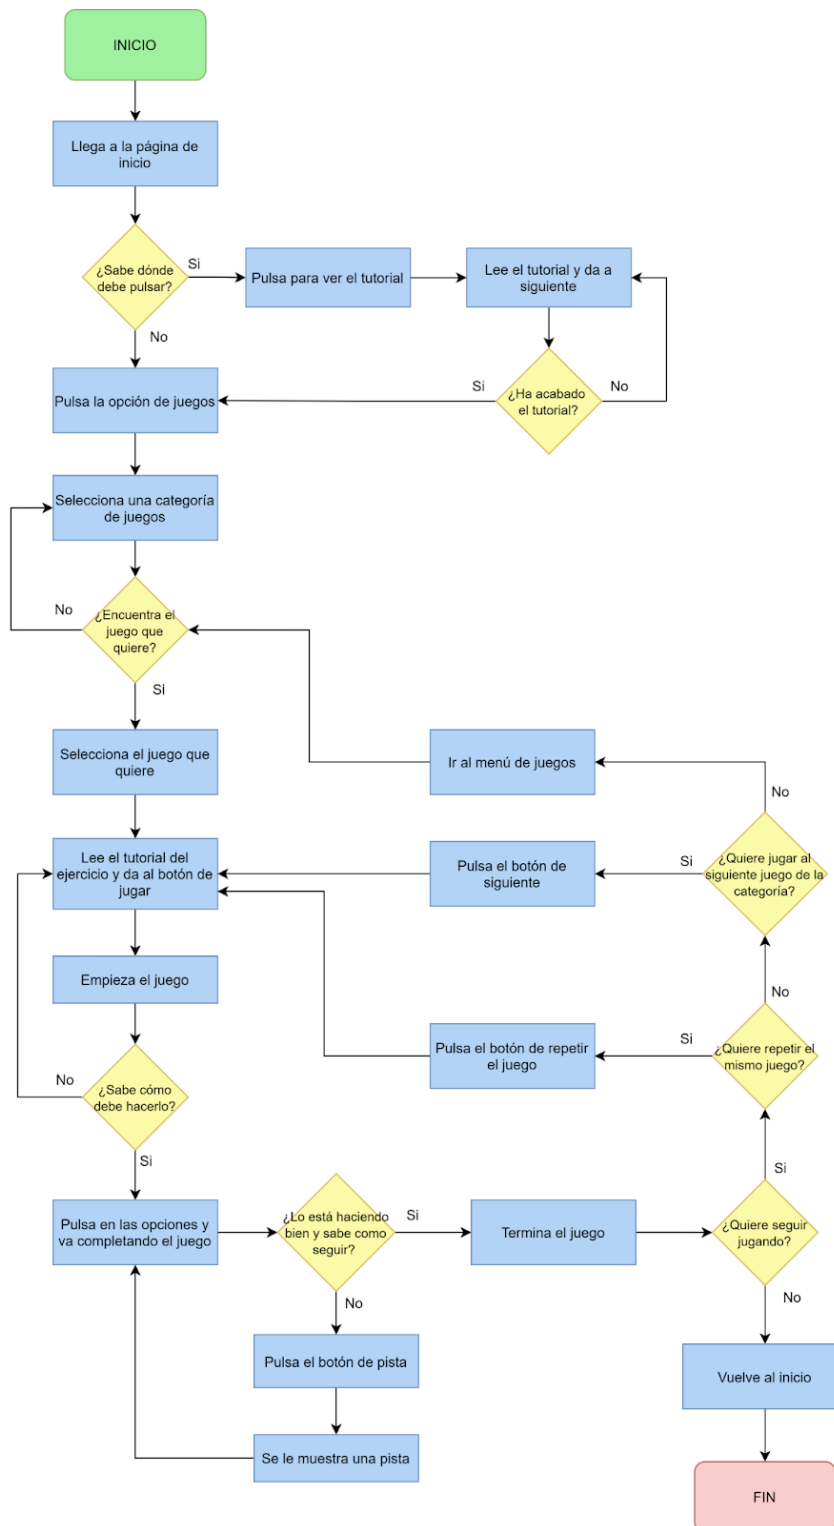 INICIO
Llega a la página de
inicio
¿Sabe dónde
debe pulsar?
Si
Pulsa para ver el tutorial
Lee el tutorial y da a
siguiente
No
Pulsa la opción de juegos
Si
¿Ha acabado
el tutorial?
No
Selecciona una categoría
de juegos
No
¿Encuentra el
juego que
quiere?
Si
Selecciona el juego que
quiere
Ir al menú de juegos
No
Lee el tutorial del
ejercicio y da al botón de
jugar
Pulsa el botón de
siguiente
Si
¿Quiere jugar al
siguiente juego de la
categoría?
Empieza el juego
No
Pulsa el botón de repetir
el juego
Si
¿Quiere repetir el
mismo juego?
No
¿Sabe cómo
debe hacerlo?
Si
Si
Pulsa en las opciones y
va completando el juego
¿Lo está haciendo
bien y sabe como
seguir?
Si
Termina el juego
¿Quiere seguir
jugando?
No
No
Pulsa el botón de pista
Vuelve al inicio
Se le muestra una pista
FIN